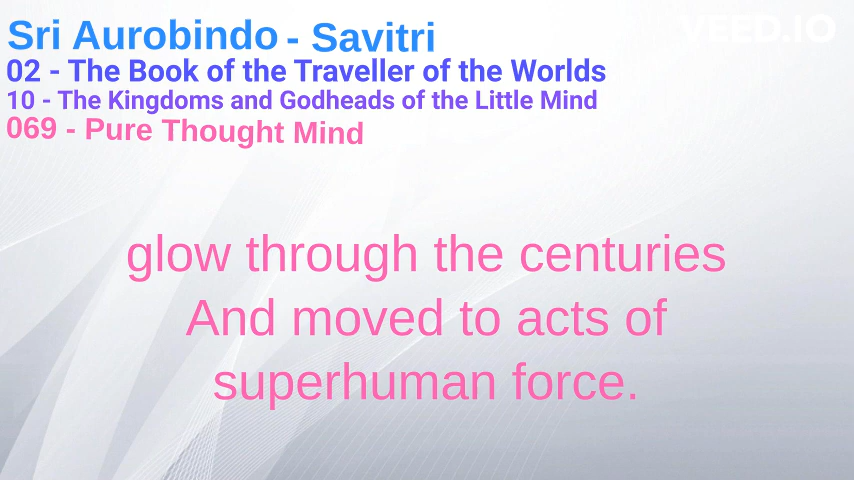 Sri Aurobindo - Savitri
VEED.IO
02 - The Book of the Traveller of the Worlds
10 - The Kingdoms and Godheads of the Little Mind
069 - Pure Thought Mind
glow through the centuries
And moved to acts of
superhuman force.